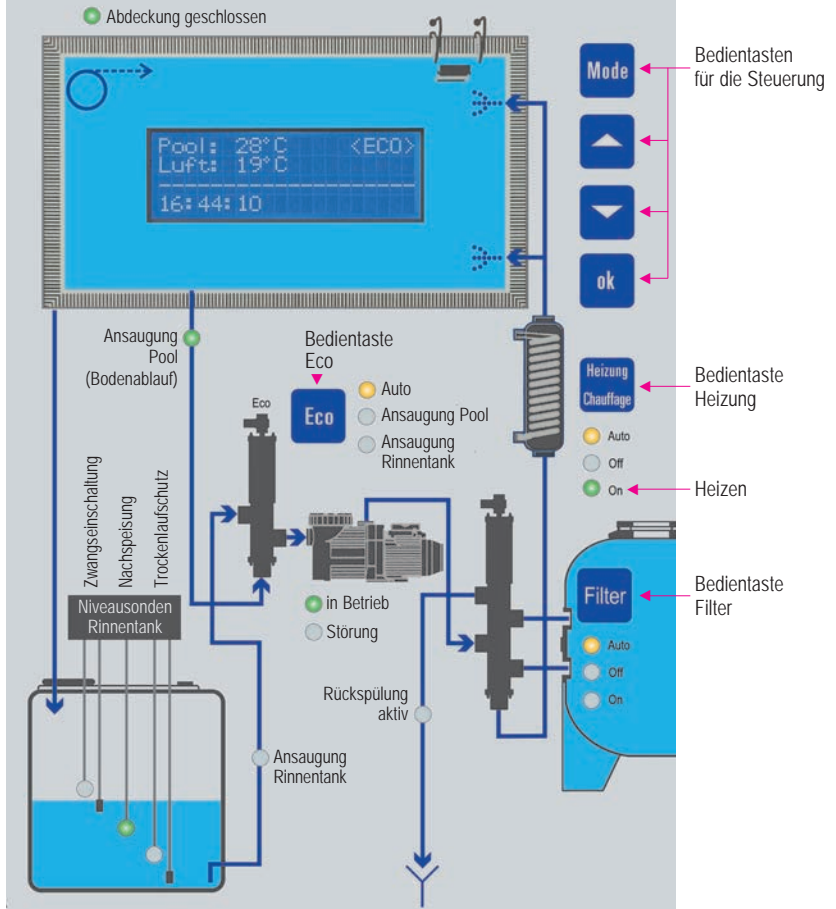 Abdeckung geschlossen
Pool: 28°C <ECO>
Luft: 19°C
16:44:10
Mode
ok
Bedientasten
für die Steuerung
Ansaugung
Pool
(Bodenablauf)
Bedientaste
Eco
Eco
Eco
Auto
Ansaugung Pool
Ansaugung
Rinnentank
Heizung
Chauffage
Bedientaste
Heizung
Auto
Off
On
Heizen
Zwangseinschaltung
Nachspeisung
Trockenlaufschutz
Niveausonden
Rinnentank
in Betrieb
Störung
Filter
Bedientaste
Filter
Auto
Off
On
Rückspülung
aktiv
Ansaugung
Rinnentank